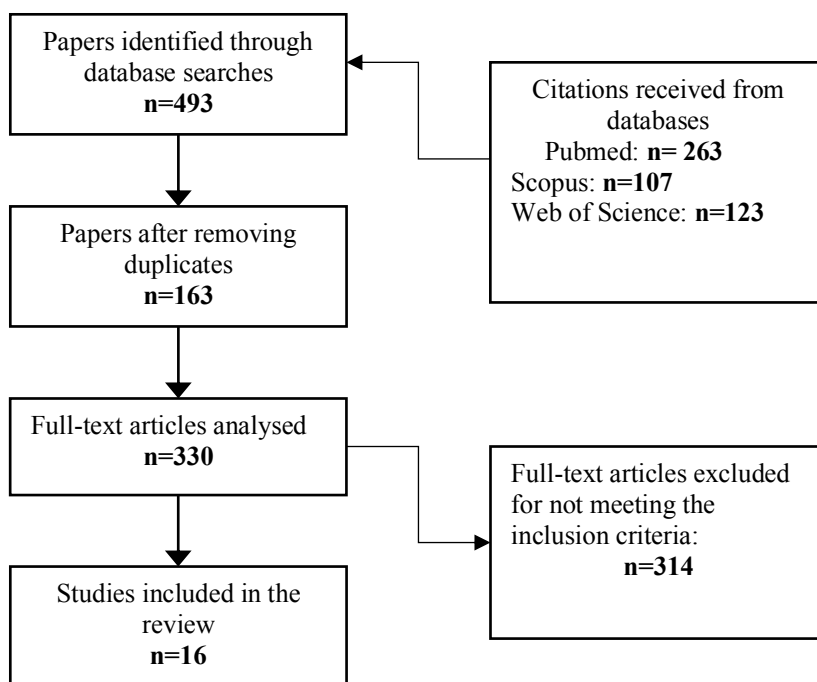 Papers identified through
database searches
n=493
Citations received from
databases
Pubmed: n= 263
Scopus: n=107
Web of Science: n=123
Papers after removing
duplicates
n=163
Full-text articles analysed
n=330
Full-text articles excluded
for not meeting the
inclusion criteria:
n=314
Studies included in the
review
n=16